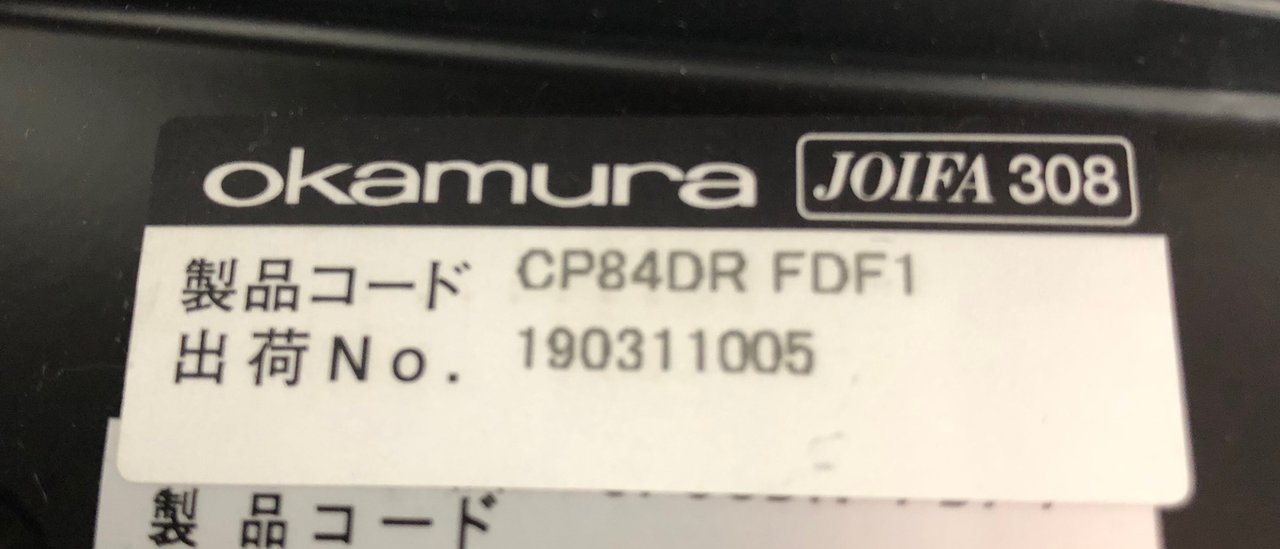 okamura JOIFA 308
製品コード CP84DR FDF1
出荷No. 190311005
製品コード